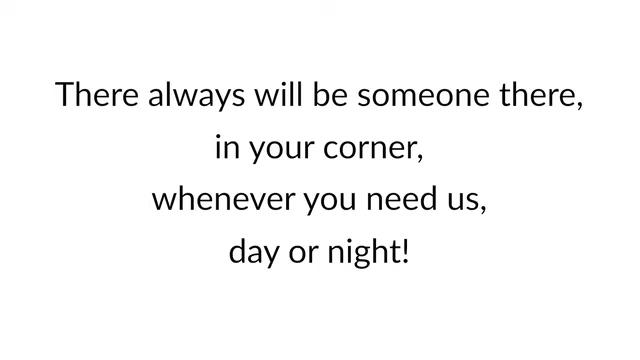 There always will be someone there,
in your corner,
whenever you need us,
day or night!